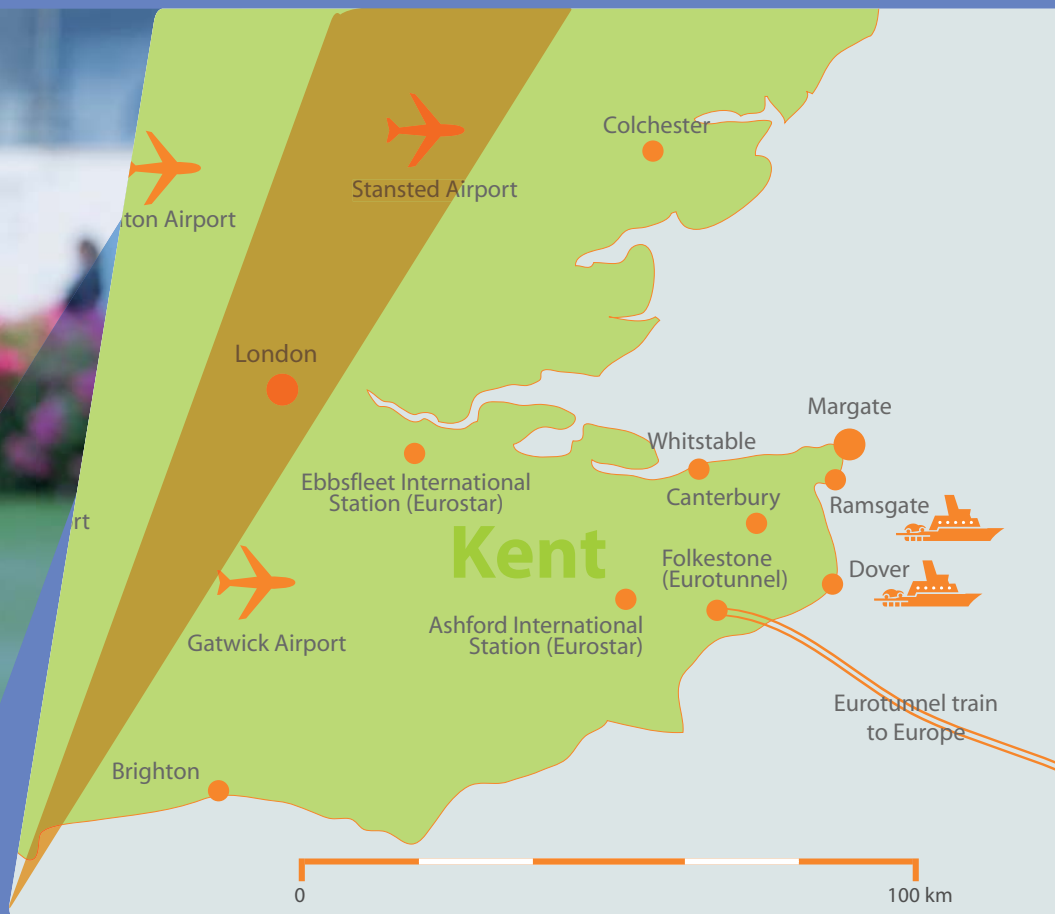 Colchester
Stansted Airport
ton Airport
London
Margate
Whitstable
Ebbsfleet International
Station (Eurostar)
Canterbury
Ramsgate
rt
Kent
Folkestone
(Eurotunnel)
Dover
Ashford International
Station (Eurostar)
Gatwick Airport
Eurotunnel train
to Europe
Brighton
0
100 km